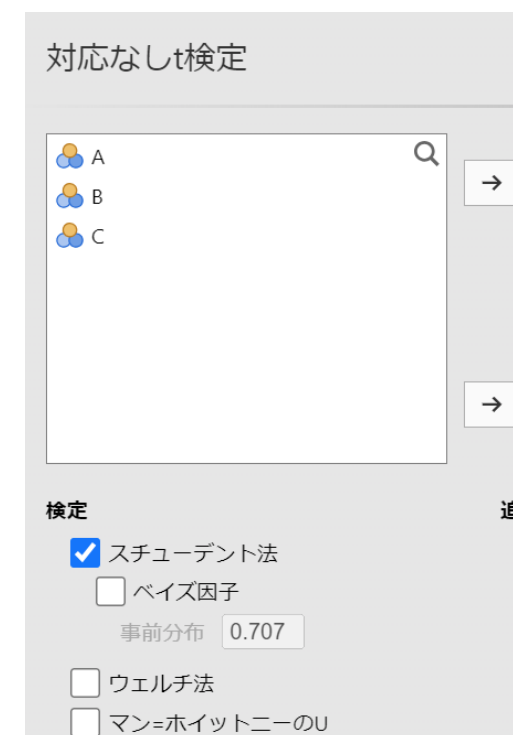 対応なしt検定
A
B
C
検定
スチューデント法
ベイズ因子
事前分布 0.707
ウェルチ法
マン=ホイットニーのU